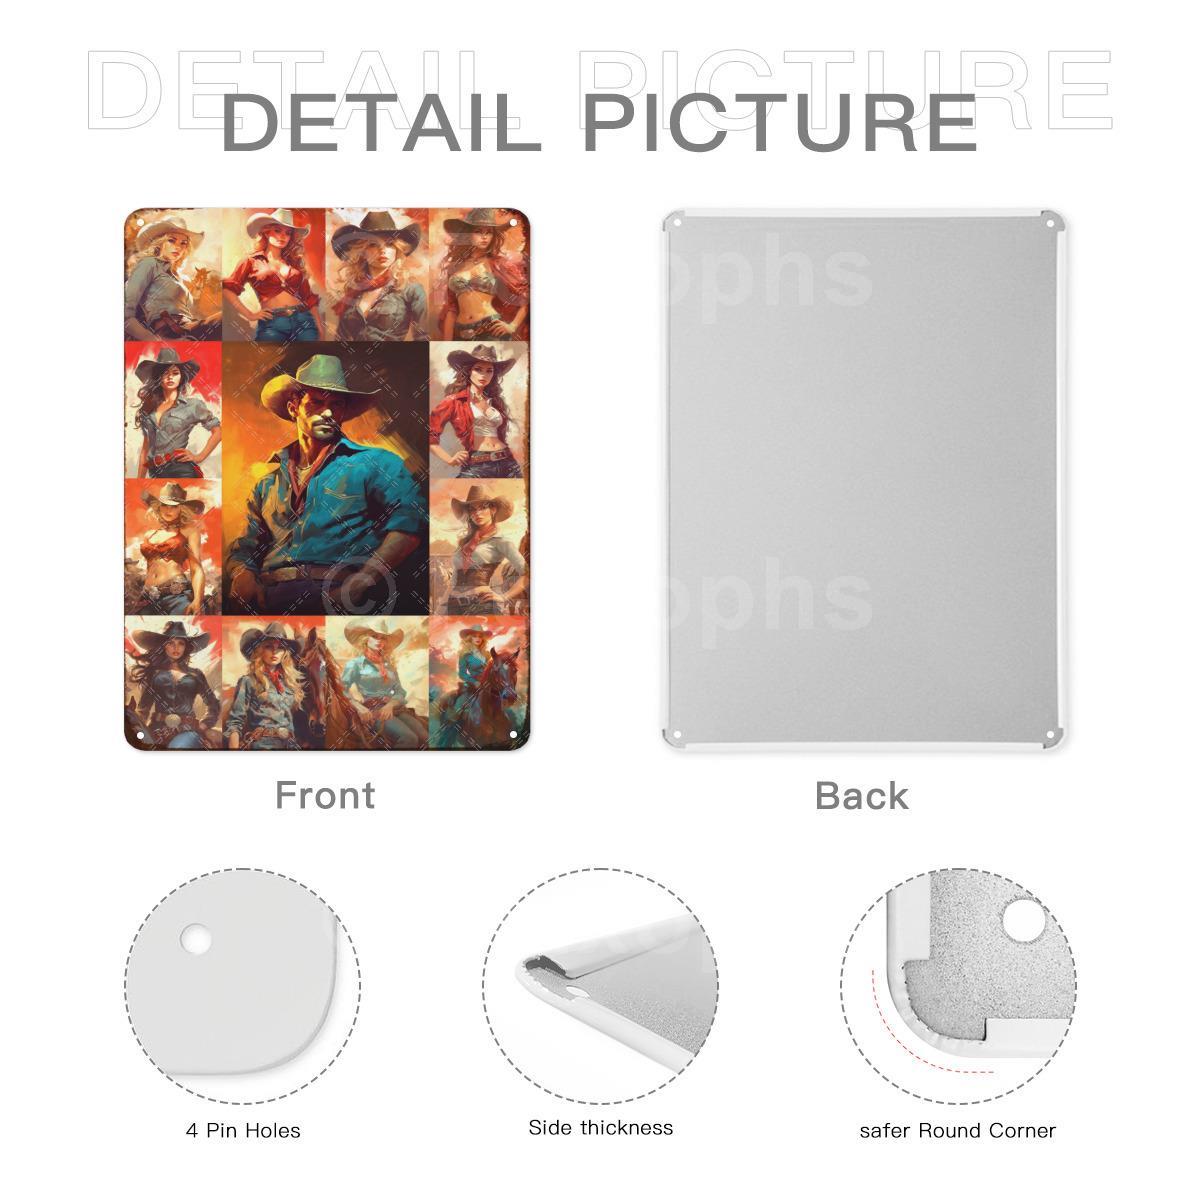 DETAIL PICTURE
DETAIL PICTURE
Front
Back
4 Pin Holes
Side thickness
safer Round Corner